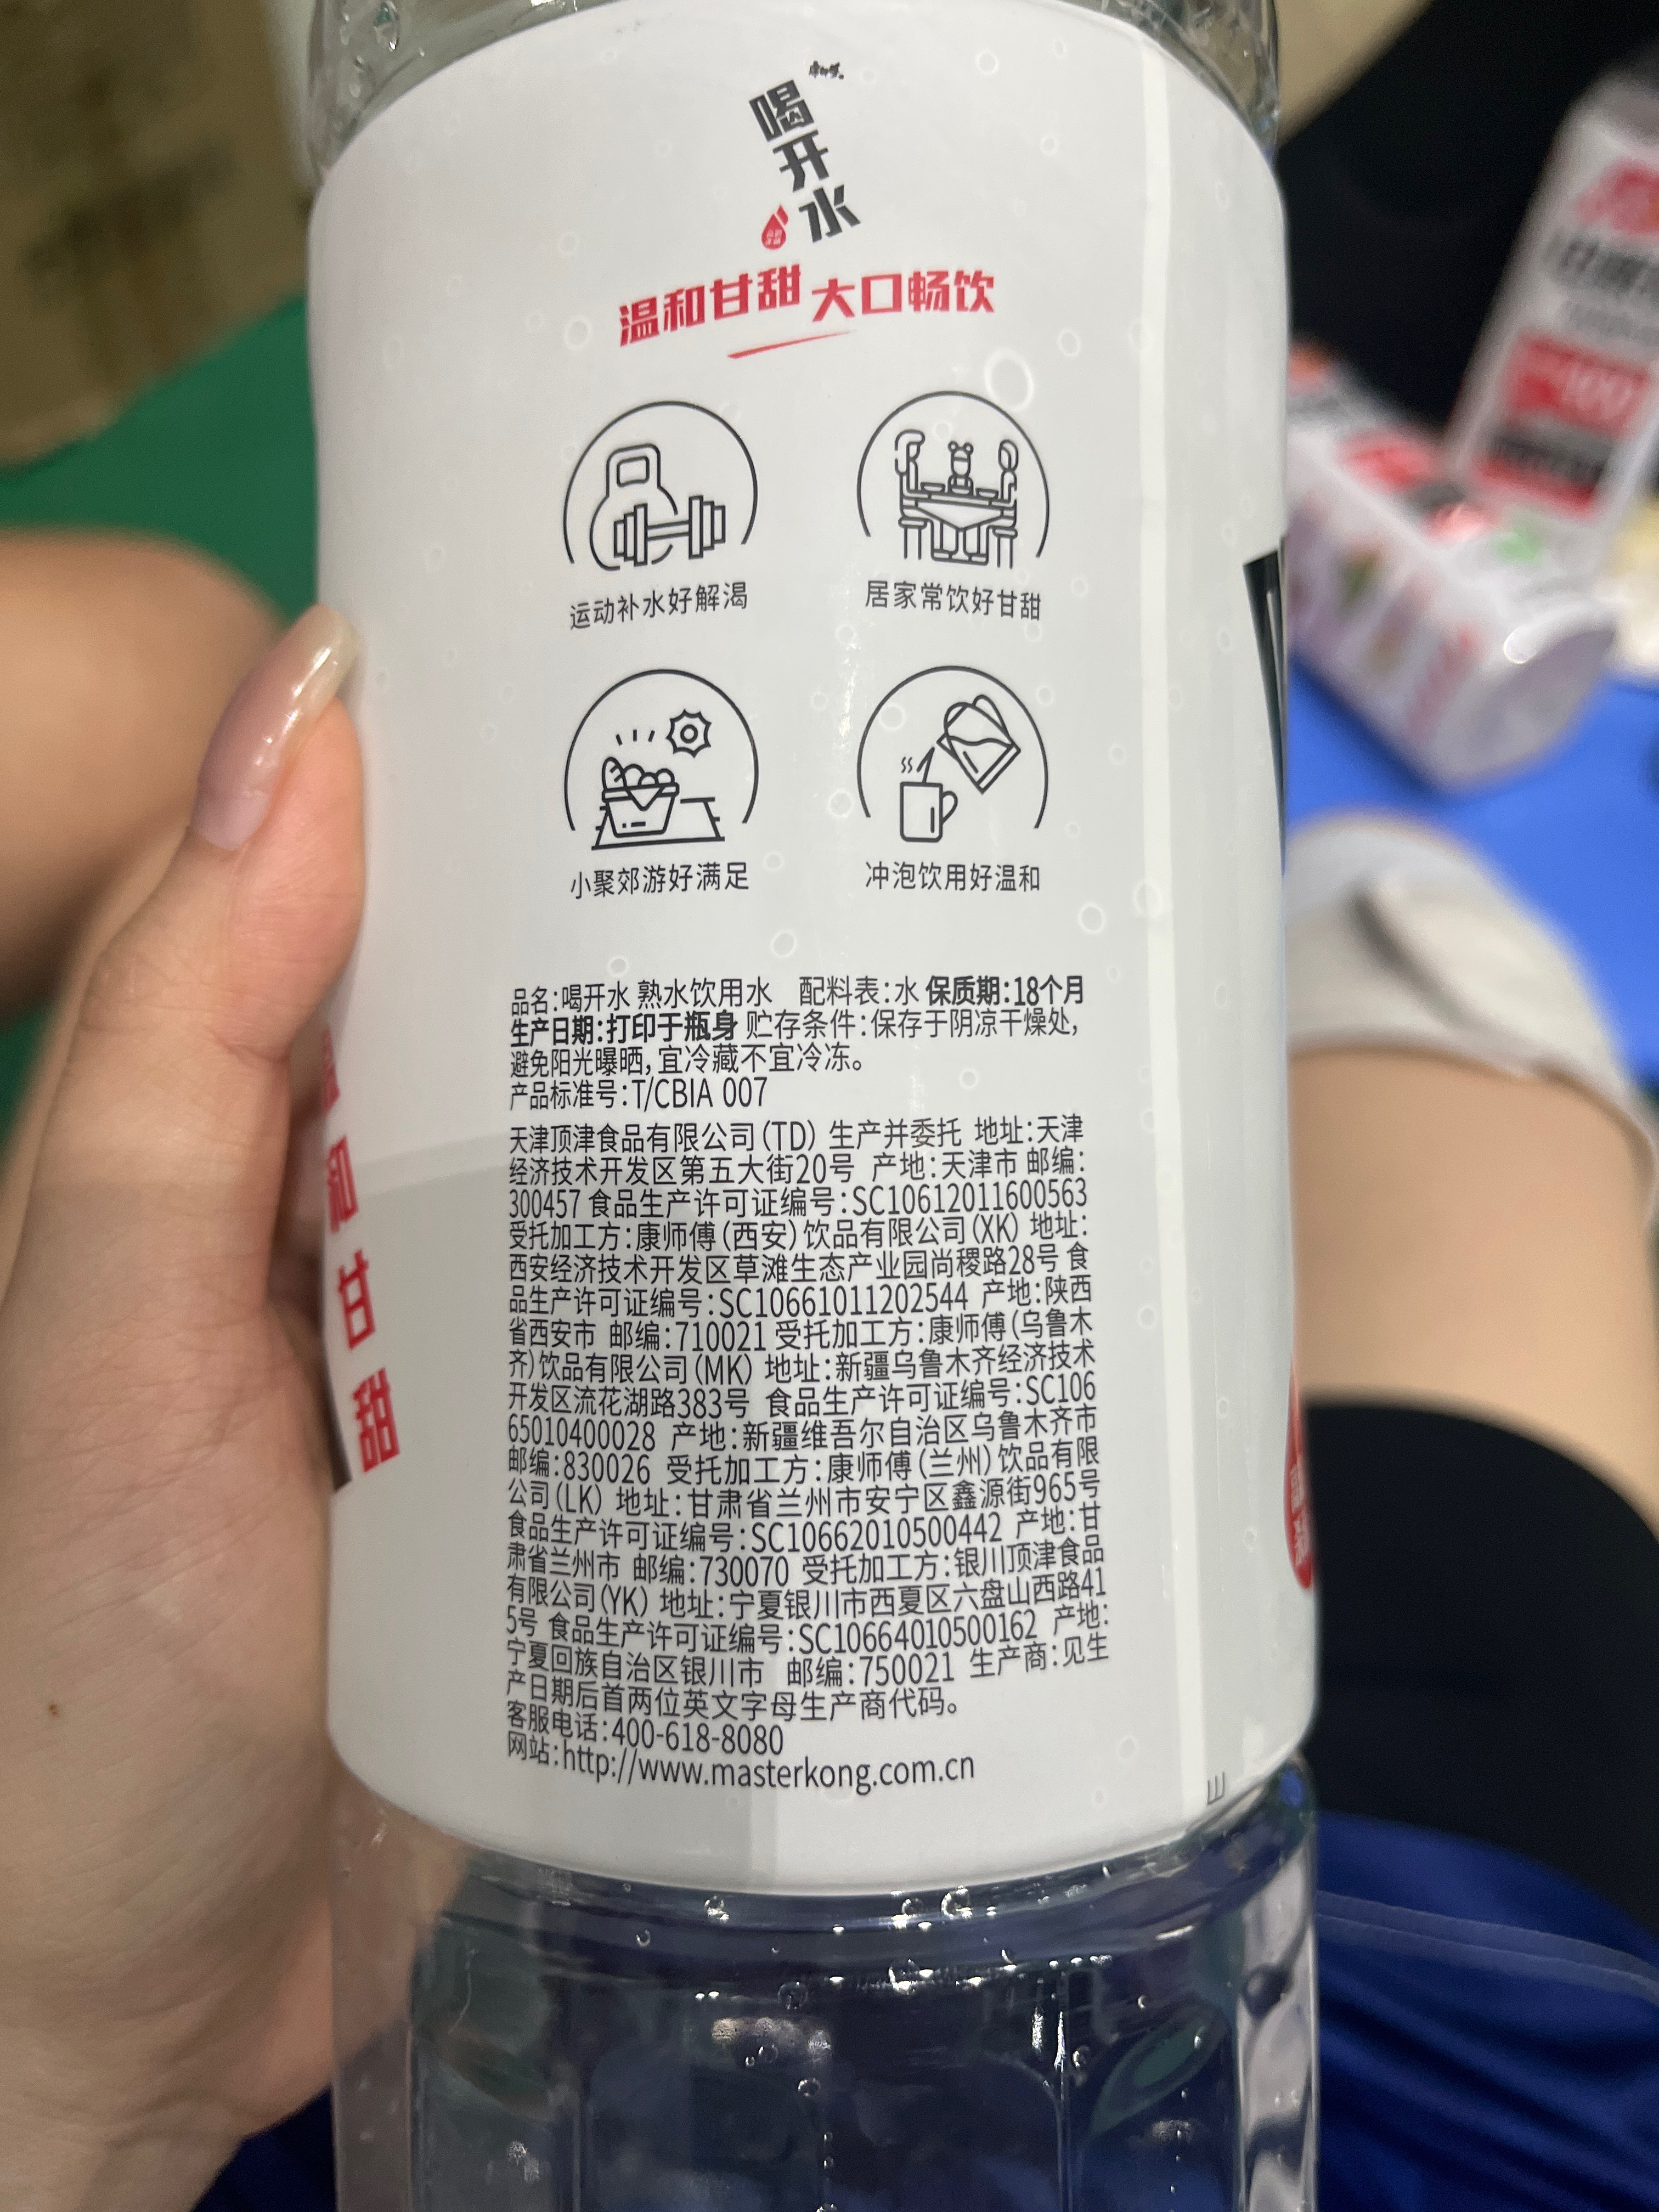 康师傅
喝开水
温和甘甜 大口畅饮
运动补水好解渴
居家常饮好甘甜
小聚郊游好满足
冲泡饮用好温和
品名:喝开水 熟水饮用水 配料表:水 保质期:18个月
生产日期:打印于瓶身 贮存条件:保存于阴凉干燥处,
避免阳光曝晒,宜冷藏不宜冷冻。
产品标准号:T/CBIA 007
天津顶津食品有限公司(TD) 生产并委托 地址:天津
经济技术开发区第五大街20号 产地:天津市 邮编:
300457 食品生产许可证编号:SC10612011600563
受托加工方:康师傅(西安)饮品有限公司(XK) 地址:
西安经济技术开发区草滩生态产业园尚稷路28号 食
品生产许可证编号:SC10661011202544 产地:陕西
省西安市 邮编:710021 受托加工方:康师傅(乌鲁木
齐)饮品有限公司(MK) 地址:新疆乌鲁木齐经济技术
开发区流花湖路383号 食品生产许可证编号:SC106
65010400028 产地:新疆维吾尔自治区乌鲁木齐市
邮编:830026 受托加工方:康师傅(兰州)饮品有限
公司(LK) 地址:甘肃省兰州市安宁区鑫源街965号
食品生产许可证编号:SC10662010500442 产地:甘
肃省兰州市 邮编:730070 受托加工方:银川顶津食品
有限公司(YK) 地址:宁夏银川市西夏区六盘山西路41
5号 食品生产许可证编号:SC10664010500162 产地:
宁夏回族自治区银川市 邮编:750021 生产商:见生
产日期后首两位英文字母生产商代码。
客服电话:400-618-8080
网站:http://www.masterkong.com.cn
和甘甜